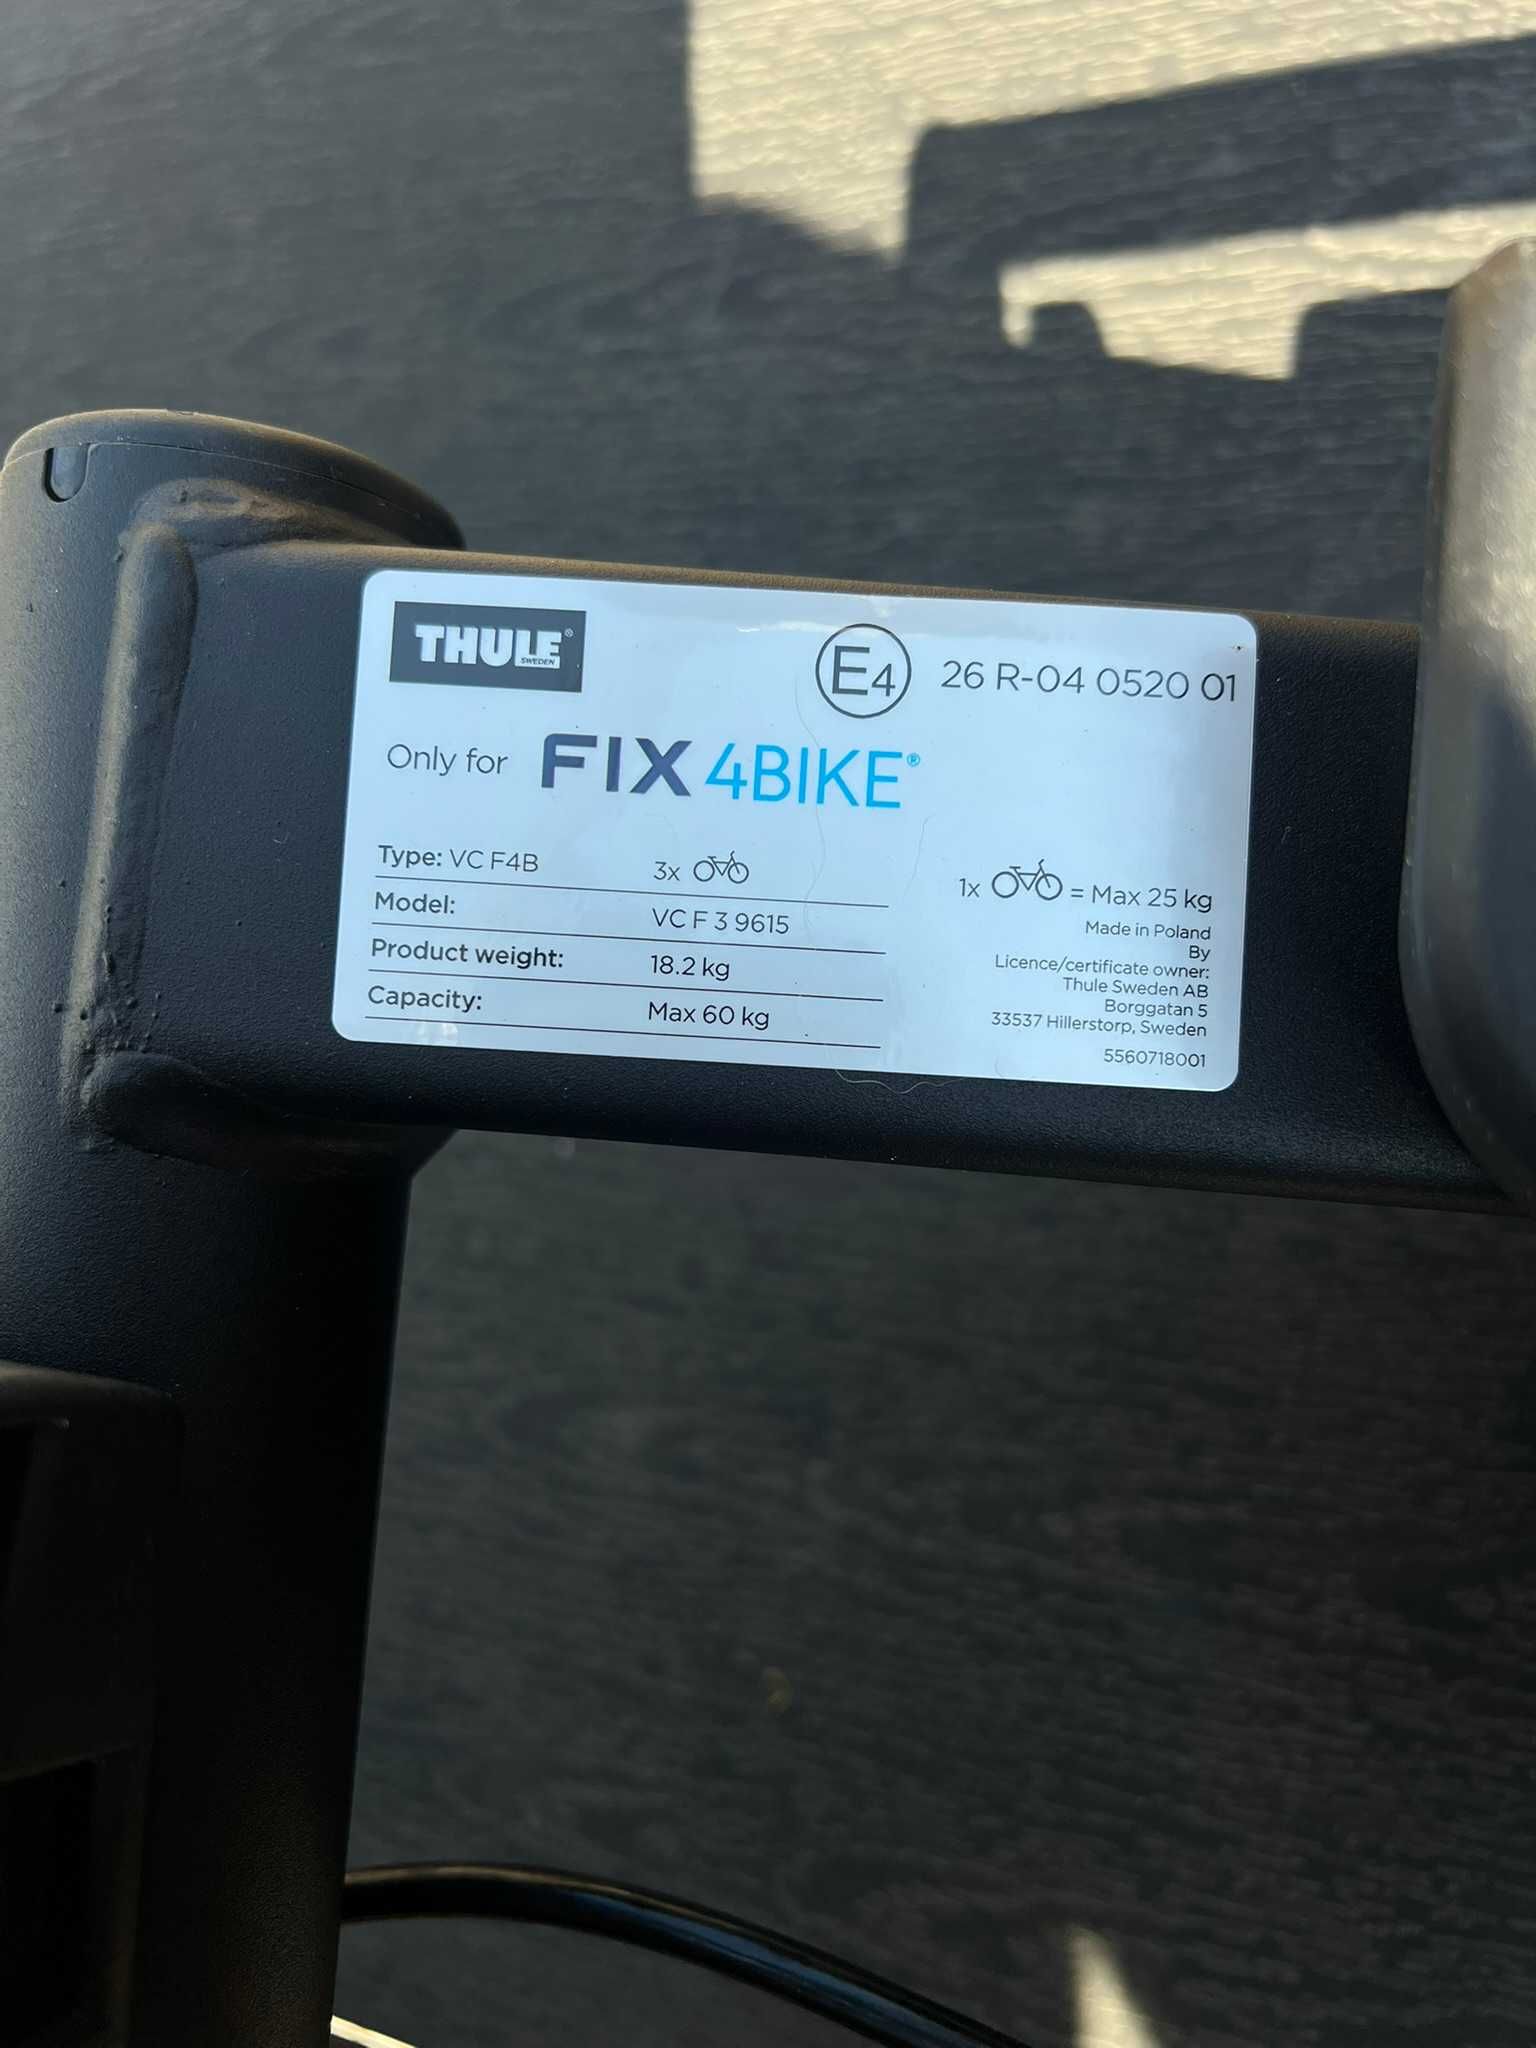 THULE®
SWEDEN
E4 26 R-04 0520 01
Only for FIX 4BIKE®
Type: VC F4B 3x
Model: VC F 3 9615
Product weight: 18.2 kg
Capacity: Max 60 kg
1x = Max 25 kg
Made in Poland
By
Licence/certificate owner:
Thule Sweden AB
Borggatan 5
33537 Hillerstorp, Sweden
5560718001